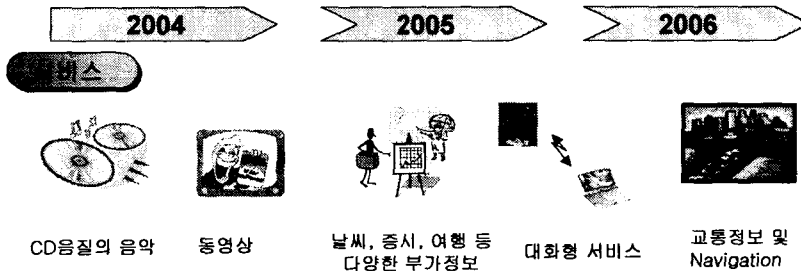 2004
2005
2006
CD음질의 음악
동영상
날씨, 증시, 여행 등
다양한 부가정보
대화형 서비스
교통정보 및
Navigation